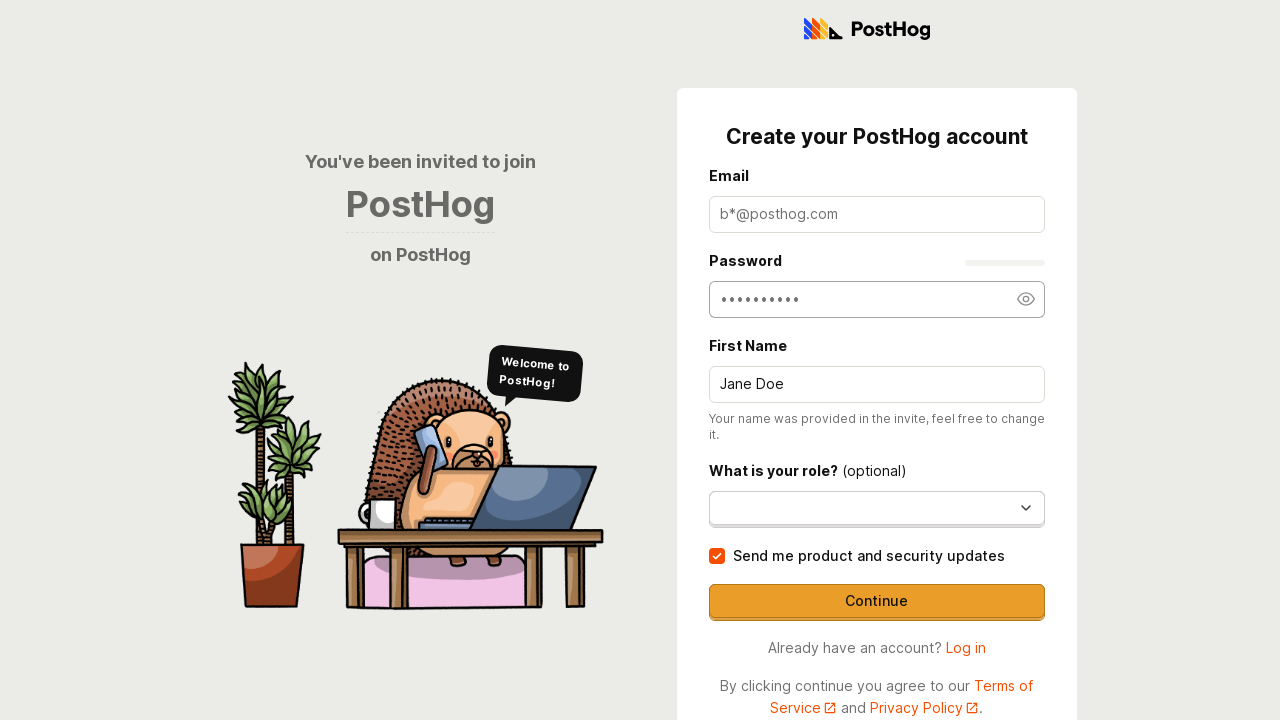 PostHog
You've been invited to join
PostHog
on PostHog
Welcome to
PostHog!
Create your PostHog account
Email
b*@posthog.com
Password
••••••••••
First Name
Jane Doe
Your name was provided in the invite, feel free to change
it.
What is your role? (optional)
Send me product and security updates
Continue
Already have an account? Log in
By clicking continue you agree to our Terms of
Service and Privacy Policy.